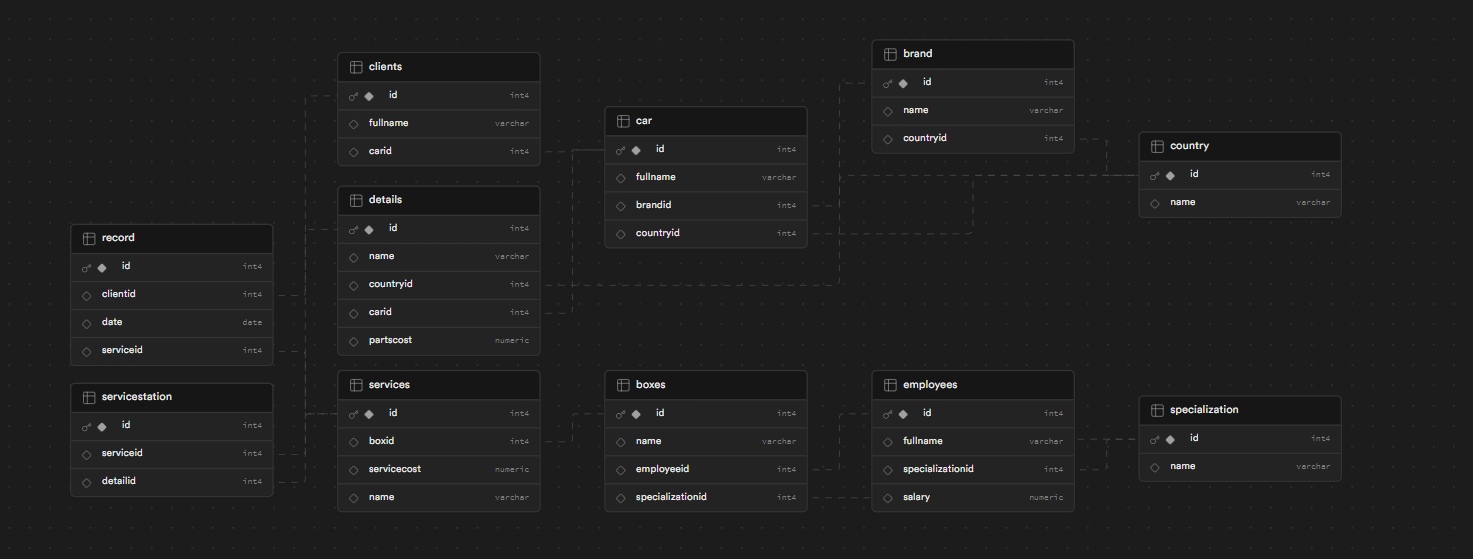 clients
id int4
fullname varchar
carid int4
details
id int4
name varchar
countryid int4
carid int4
partscost numeric
record
id int4
clientid int4
date date
serviceid int4
servicestation
id int4
serviceid int4
detailid int4
services
id int4
boxid int4
servicecost numeric
name varchar
car
id int4
fullname varchar
brandid int4
countryid int4
boxes
id int4
name varchar
employeeid int4
specializationid int4
brand
id int4
name varchar
countryid int4
employees
id int4
fullname varchar
specializationid int4
salary numeric
country
id int4
name varchar
specialization
id int4
name varchar